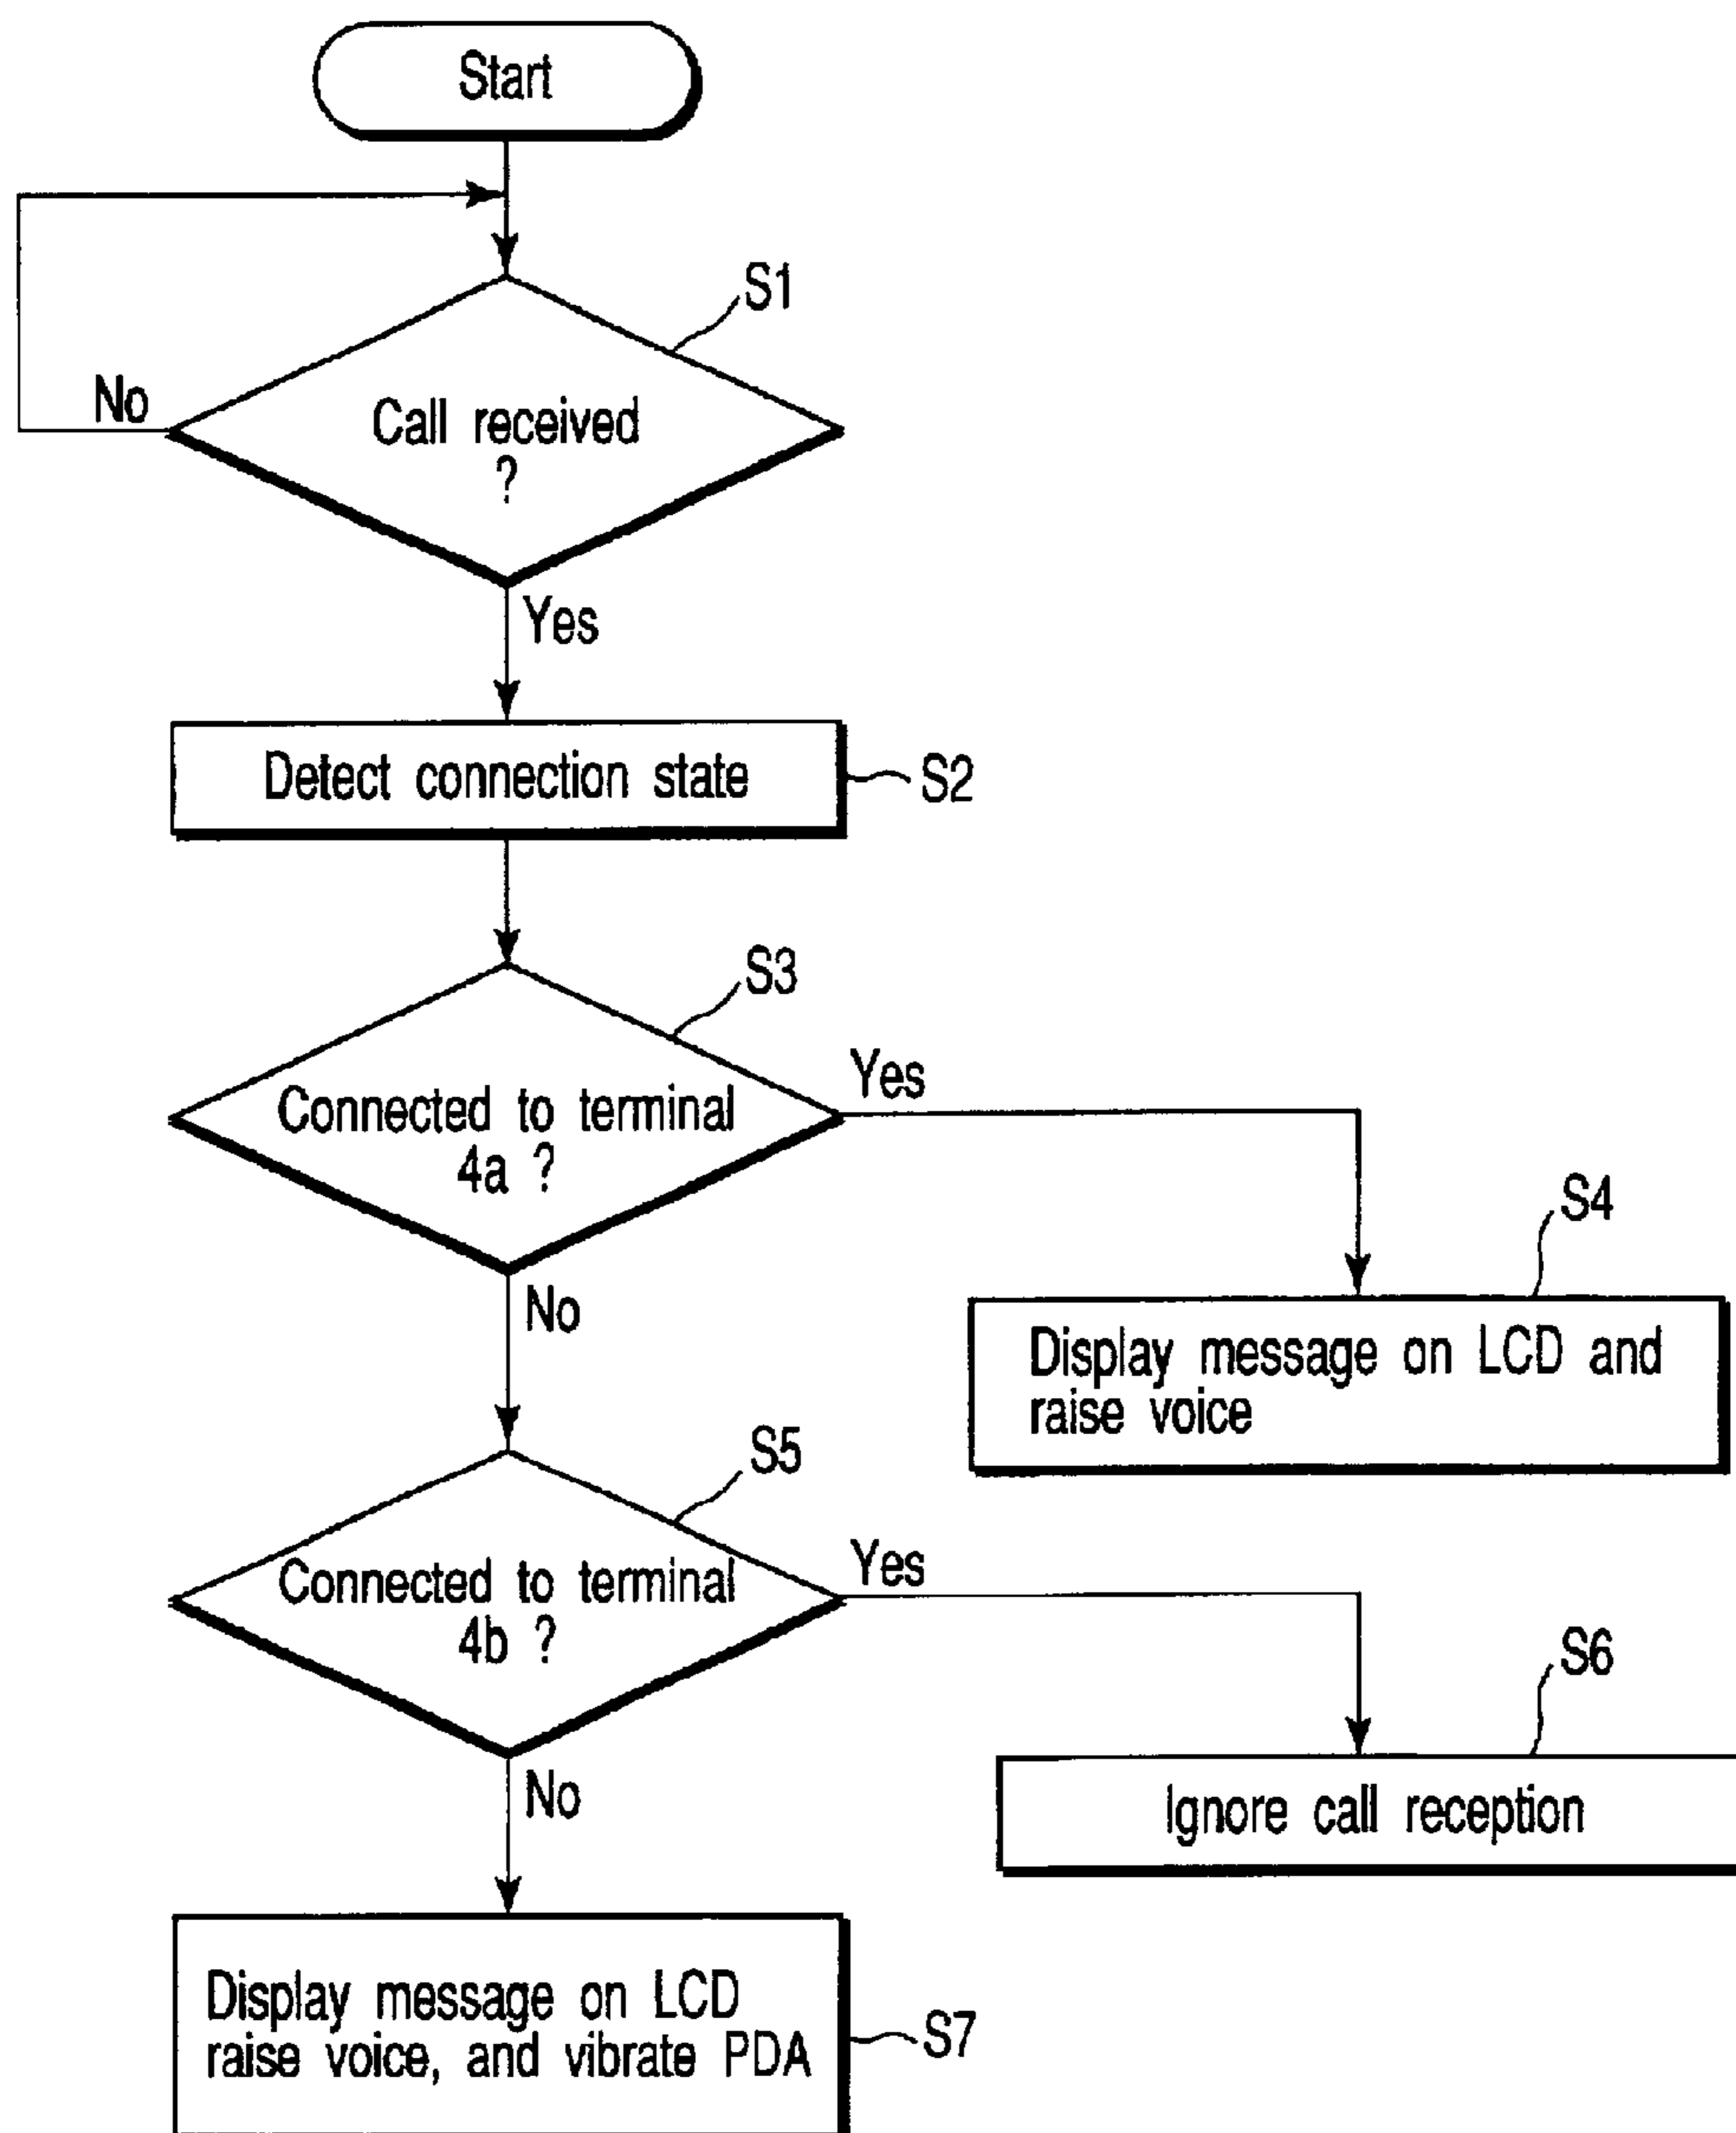 Start
S1
No
Call received
?
Yes
Detect connection state
S2
S3
Connected to terminal
4a ?
Yes
No
S4
Display message on LCD and
raise voice
S5
Connected to terminal
4b ?
Yes
No
S6
Ignore call reception
Display message on LCD
raise voice, and vibrate PDA
S7